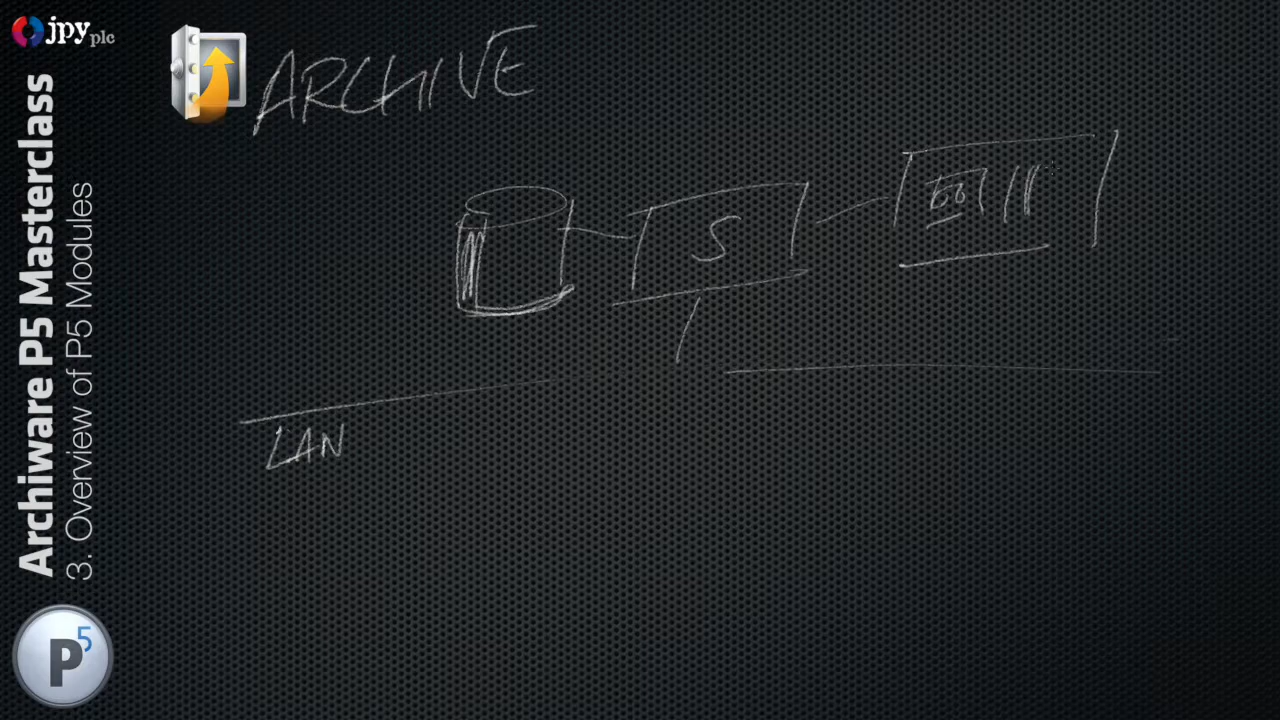 jpy plc
ARCHIVE
Archiware P5 Masterclass
3. Overview of P5 Modules
S
LAN
P5